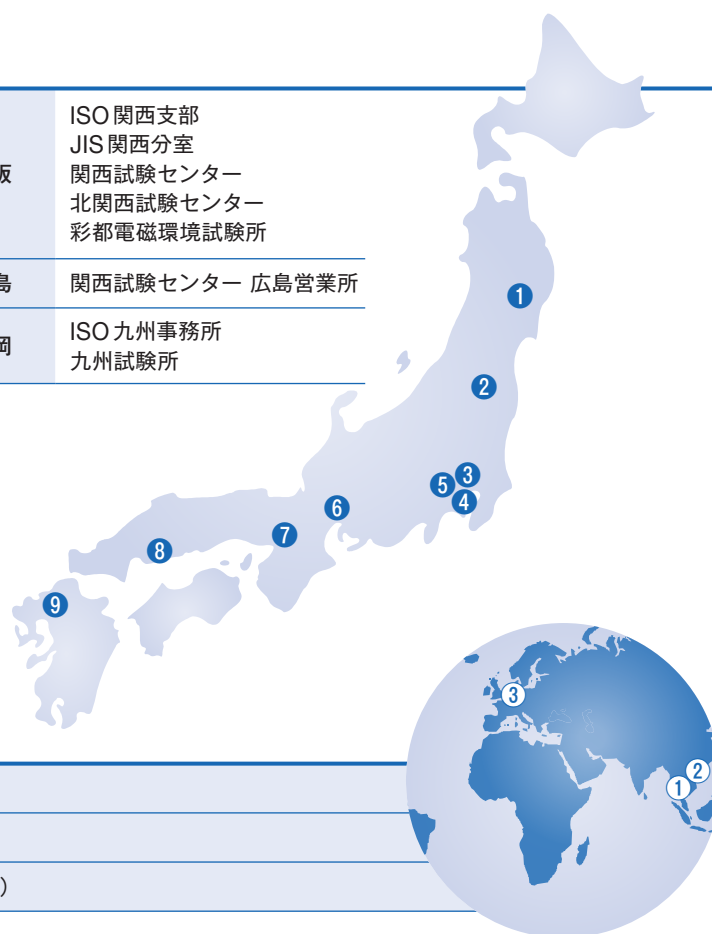 阪
ISO関西支部
JIS関西分室
関西試験センター
北関西試験センター
彩都電磁環境試験所
島
関西試験センター 広島営業所
岡
ISO九州事務所
九州試験所
1
2
3
5
4
6
7
8
9
3
2
1
)